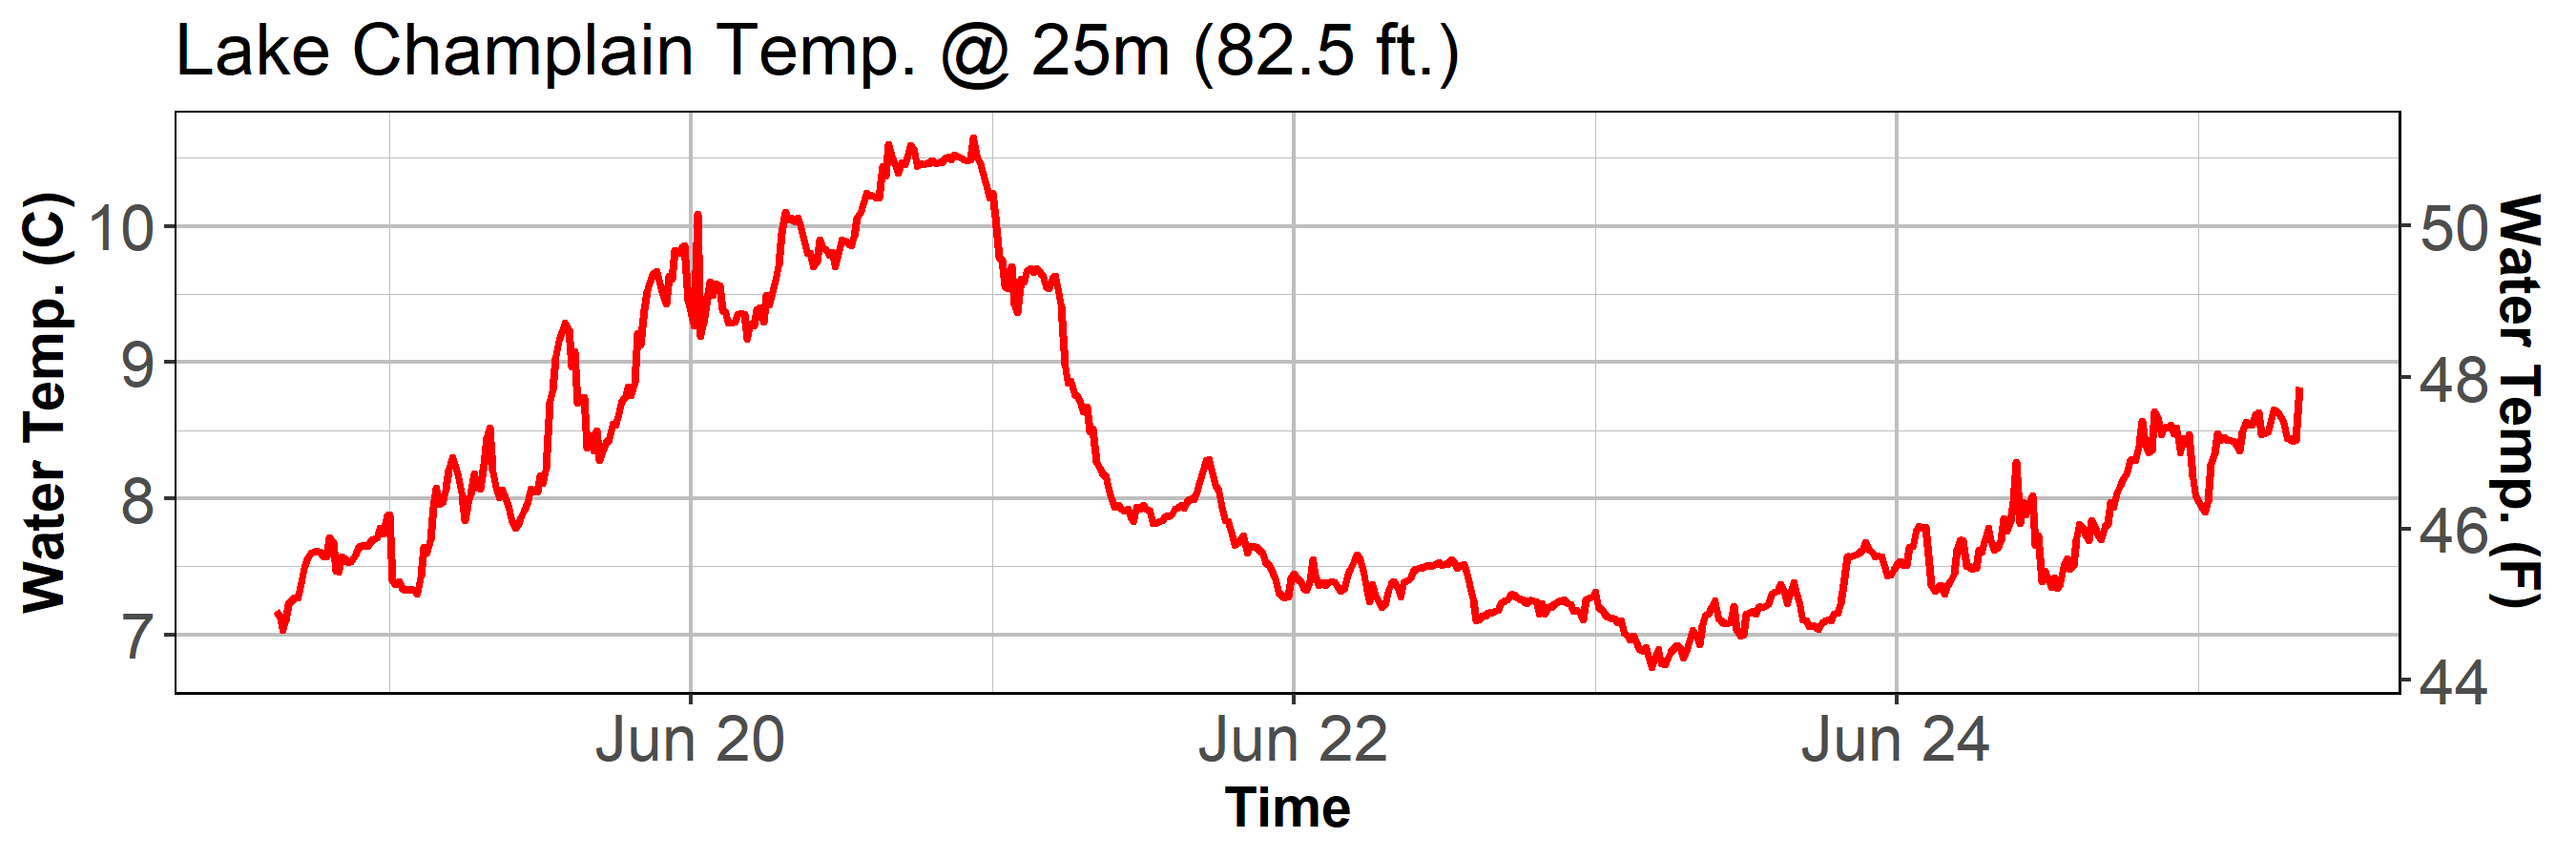 Lake Champlain Temp. @ 25m (82.5 ft.)
Water Temp. (C)
10
9
8
7
50
48
46
44
Water Temp. (F)
Jun 20
Jun 22
Jun 24
Time